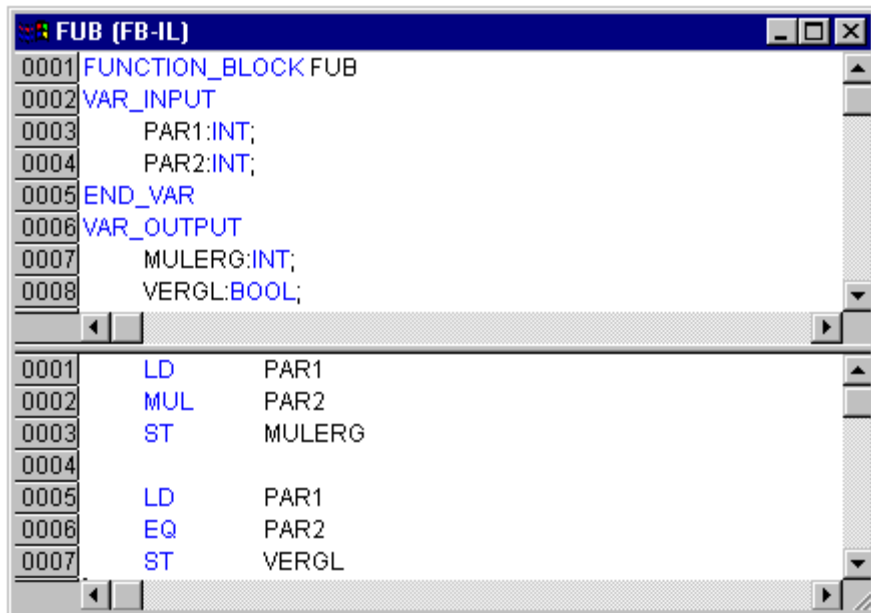 FUB (FB-IL)
0001 FUNCTION_BLOCK FUB
0002 VAR_INPUT
0003 PAR1:INT;
0004 PAR2:INT;
0005 END_VAR
0006 VAR_OUTPUT
0007 MULERG:INT;
0008 VERGL:BOOL;
0001 LD PAR1
0002 MUL PAR2
0003 ST MULERG
0004
0005 LD PAR1
0006 EQ PAR2
0007 ST VERGL